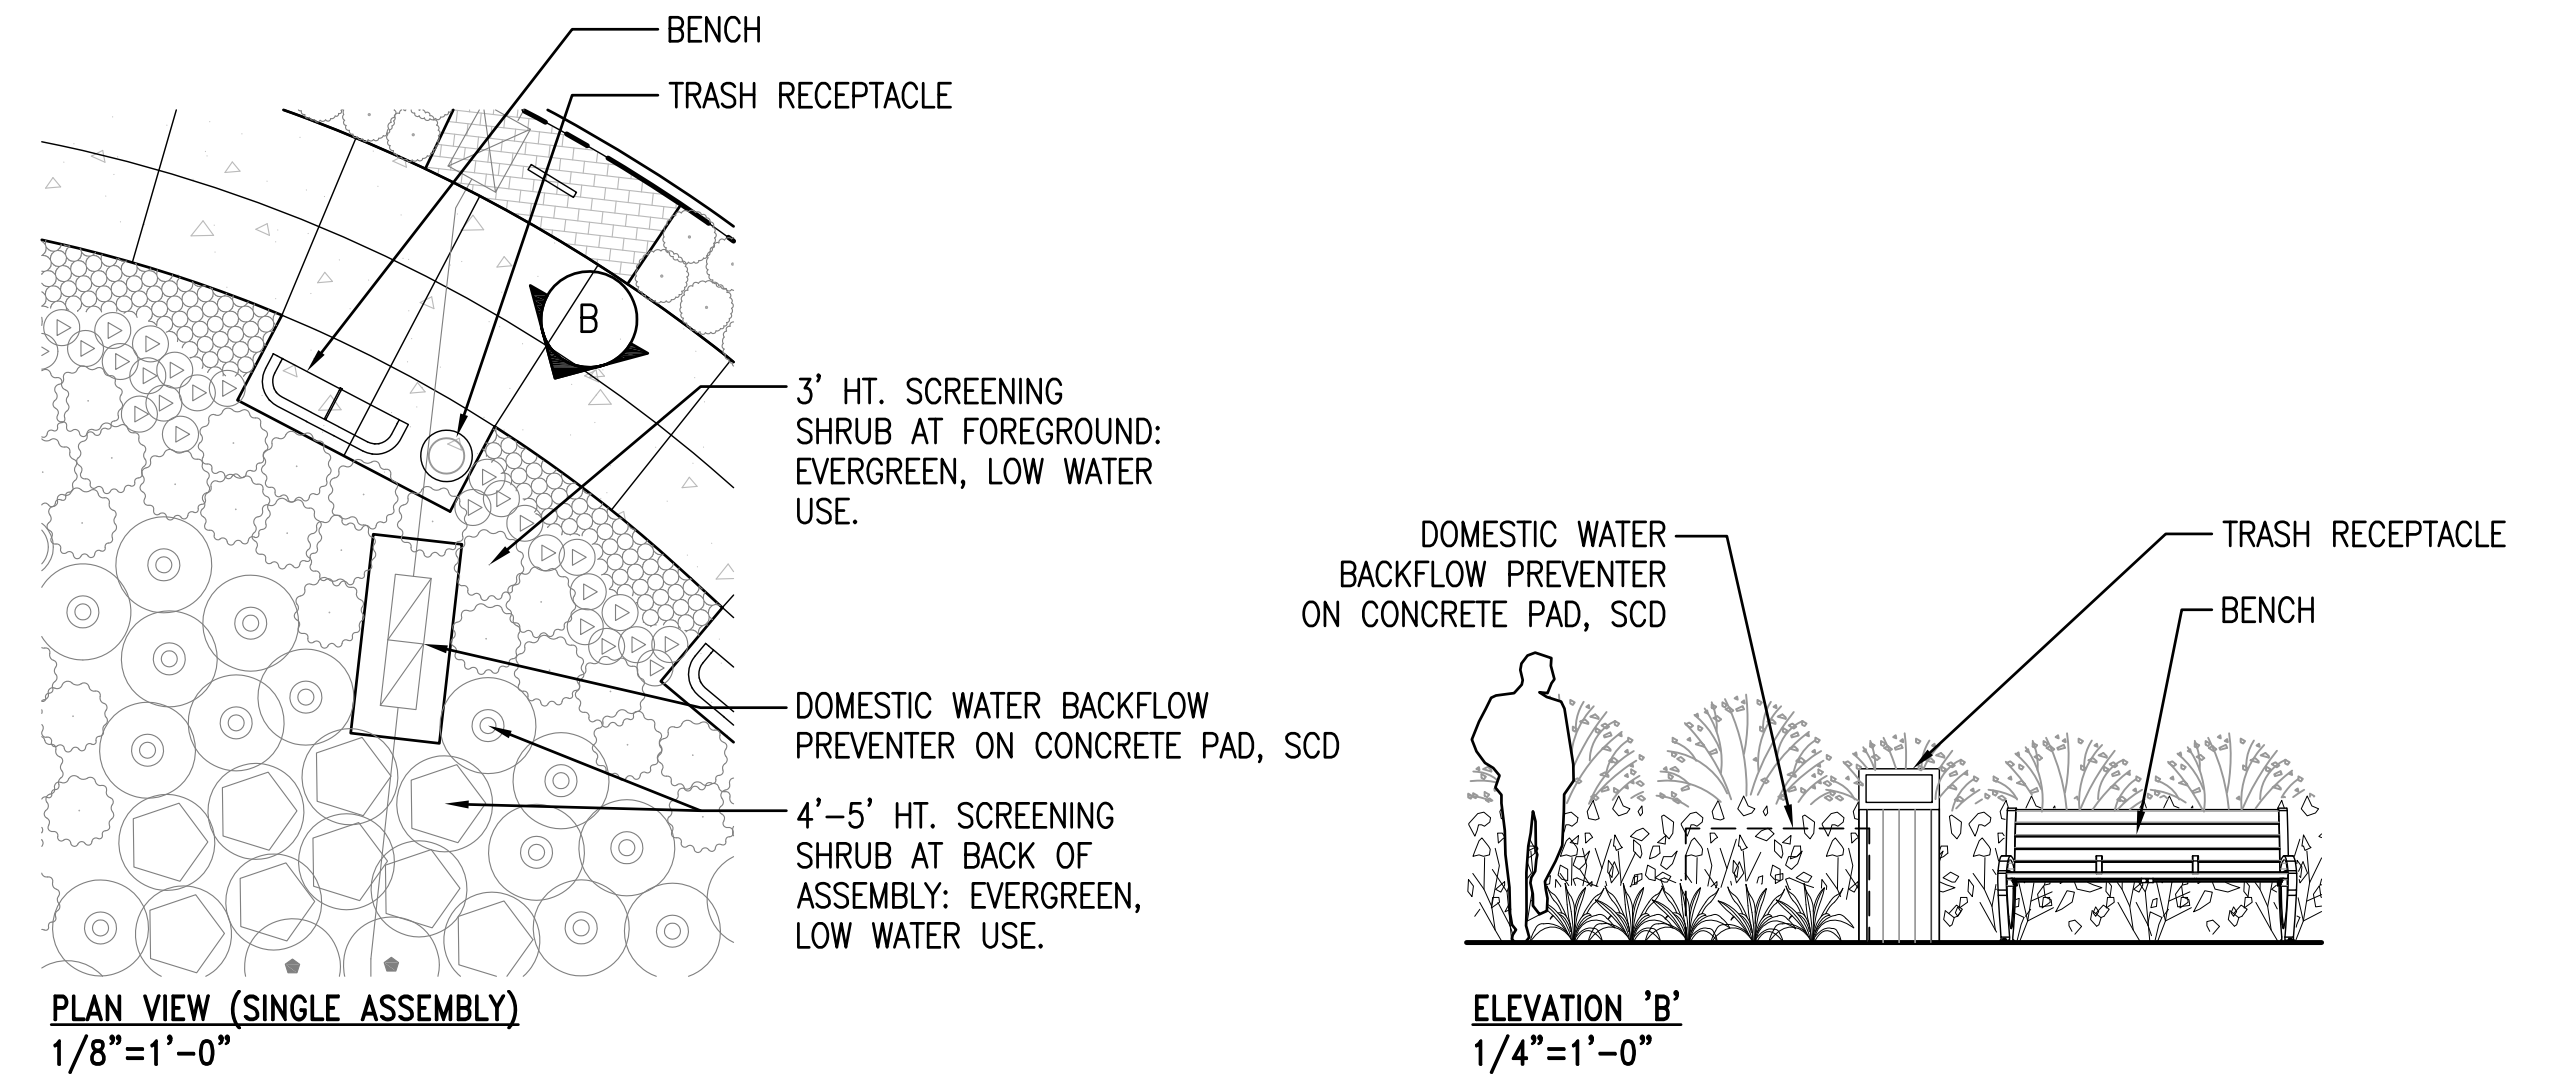 BENCH
TRASH RECEPTACLE
B
3' HT. SCREENING
SHRUB AT FOREGROUND:
EVERGREEN, LOW WATER
USE.
DOMESTIC WATER BACKFLOW
PREVENTER ON CONCRETE PAD, SCD
4'-5' HT. SCREENING
SHRUB AT BACK OF
ASSEMBLY: EVERGREEN,
LOW WATER USE.
PLAN VIEW (SINGLE ASSEMBLY)
1/8"=1'-0"
DOMESTIC WATER
BACKFLOW PREVENTER
ON CONCRETE PAD, SCD
TRASH RECEPTACLE
BENCH
ELEVATION 'B'
1/4"=1'-0"